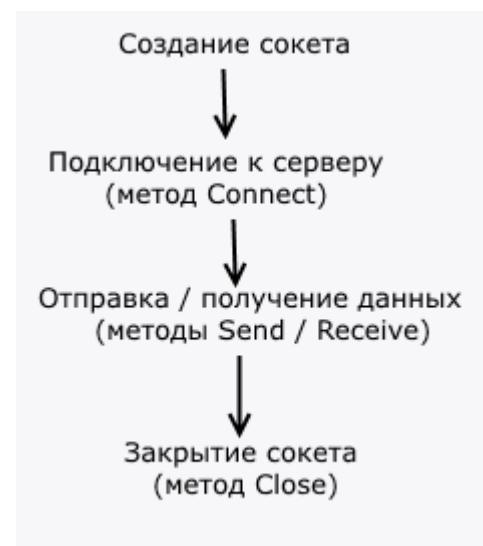 Создание сокета
Подключение к серверу
(метод Connect)
Отправка / получение данных
(методы Send / Receive)
Закрытие сокета
(метод Close)